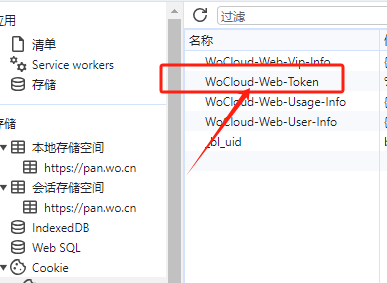 应用
清单
Service workers
存储
存储
本地存储空间
https://pan.wo.cn
会话存储空间
https://pan.wo.cn
IndexedDB
Web SQL
Cookie
过滤
名称
WoCloud-Web-Vip-Info
WoCloud-Web-Token
WoCloud-Web-Usage-Info
WoCloud-Web-User-Info
_bl_uid